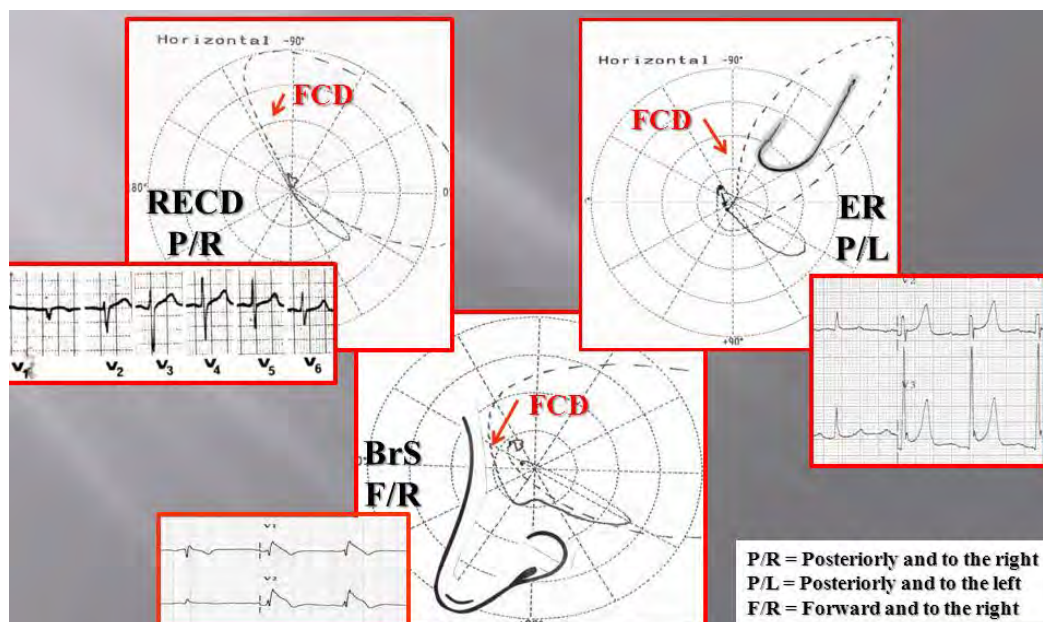 Horizontal -90°
FCD
RECD
P/R
80°
0°
V1
V2
V3
V4
V5
V6
Horizontal -90°
FCD
ER
P/L
+90°
V2
V3
FCD
BrS
F/R
V1
P/R = Posteriorly and to the right
P/L = Posteriorly and to the left
F/R = Forward and to the right